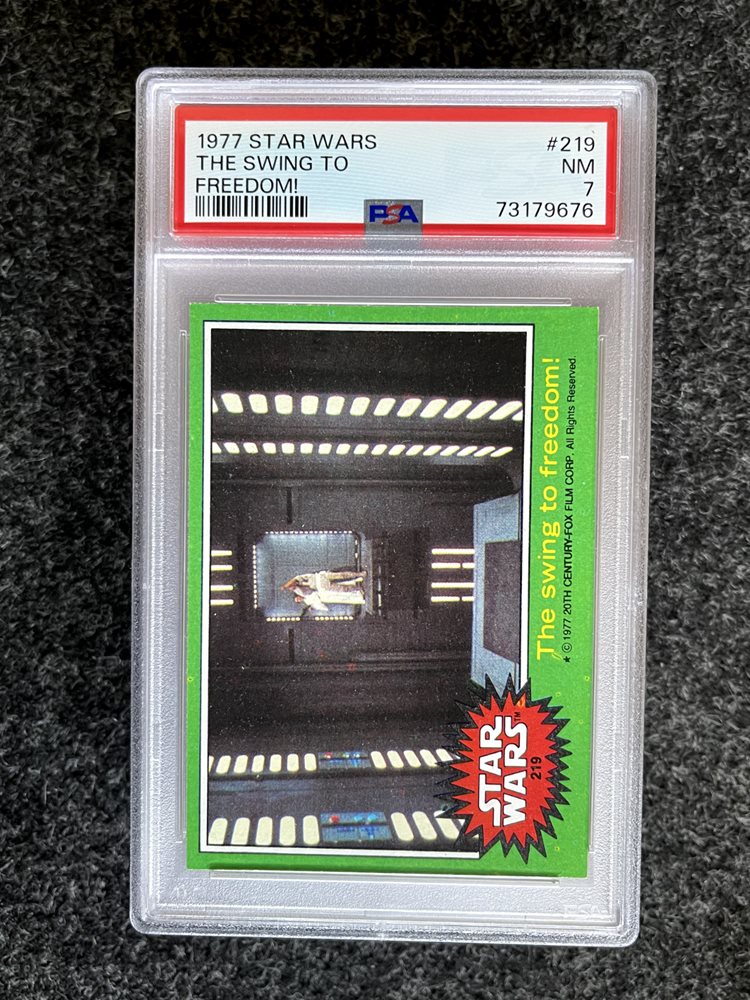 1977 STAR WARS #219
THE SWING TO NM
FREEDOM! 7
PSA 73179676
The swing to freedom!
★ © 1977 20TH CENTURY-FOX FILM CORP. All Rights Reserved.
STAR
WARS™
219